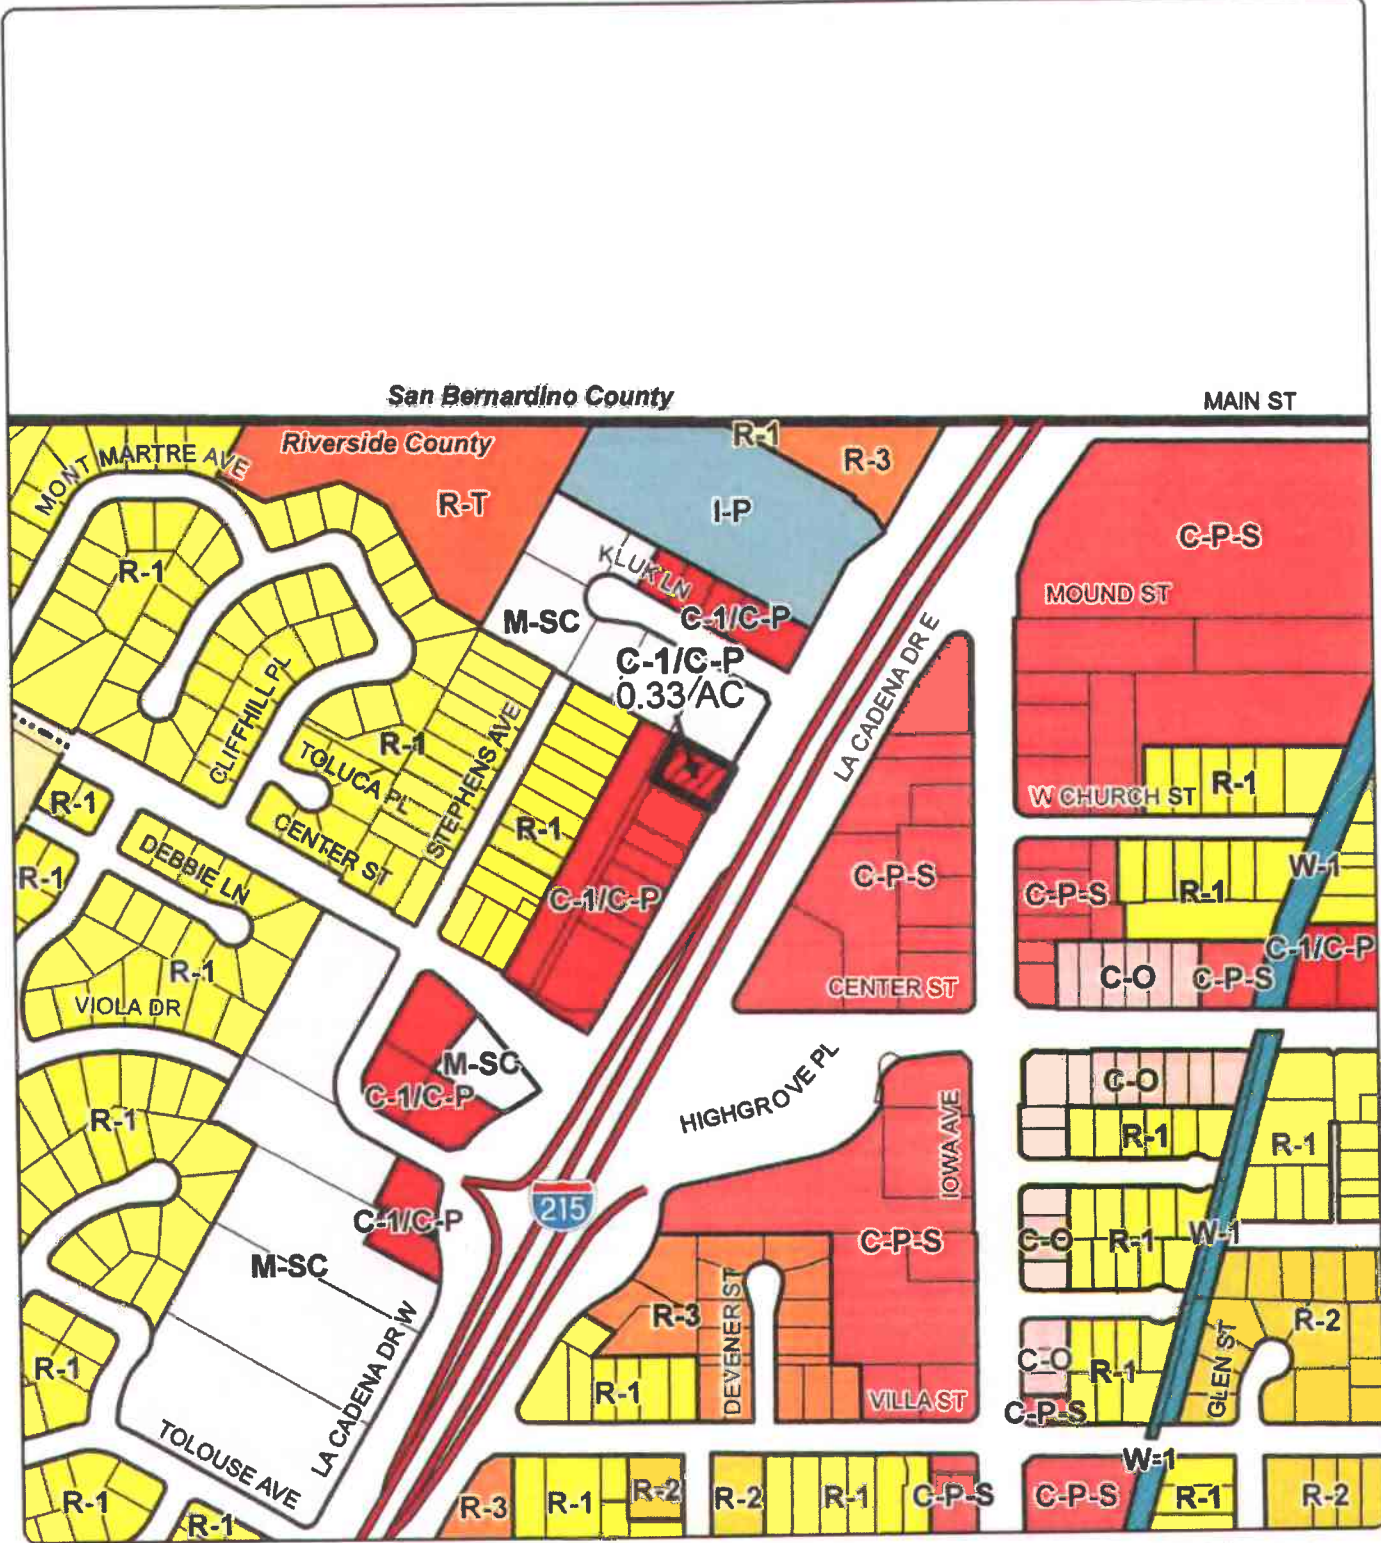 San Bernardino County
MAIN ST
Riverside County
R-1
R-3
MONT MARTRE AVE
R-T
I-P
C-P-S
R-1
KLUK LN
MOUND ST
M-SC
C-1/C-P
C-1/C-P
0.33/AC
LA CADENA DR E
CLIFFHILL PL
R-1
STEPHENS AVE
TOLUCA PL
R-1
W CHURCH ST
R-1
CENTER ST
R-1
DEBBIE LN
R-1
C-1/C-P
C-P-S
C-P-S
R-1
W-1
C-1/C-P
R-1
VIOLA DR
CENTER ST
C-O
C-P-S
M-SC
C-1/C-P
HIGHGROVE PL
C-O
R-1
IOWA AVE
R-1
R-1
215
C-1/C-P
M-SC
C-P-S
C-O
R-1
W-1
LA CADENA DR W
R-3
DEVENER ST
R-2
GLEN ST
R-1
R-1
C-O
R-1
VILLA ST
C-P-S
TOLOUSE AVE
W-1
R-1
R-1
R-3
R-1
R-2
R-2
R-1
C-P-S
C-P-S
R-1
R-2